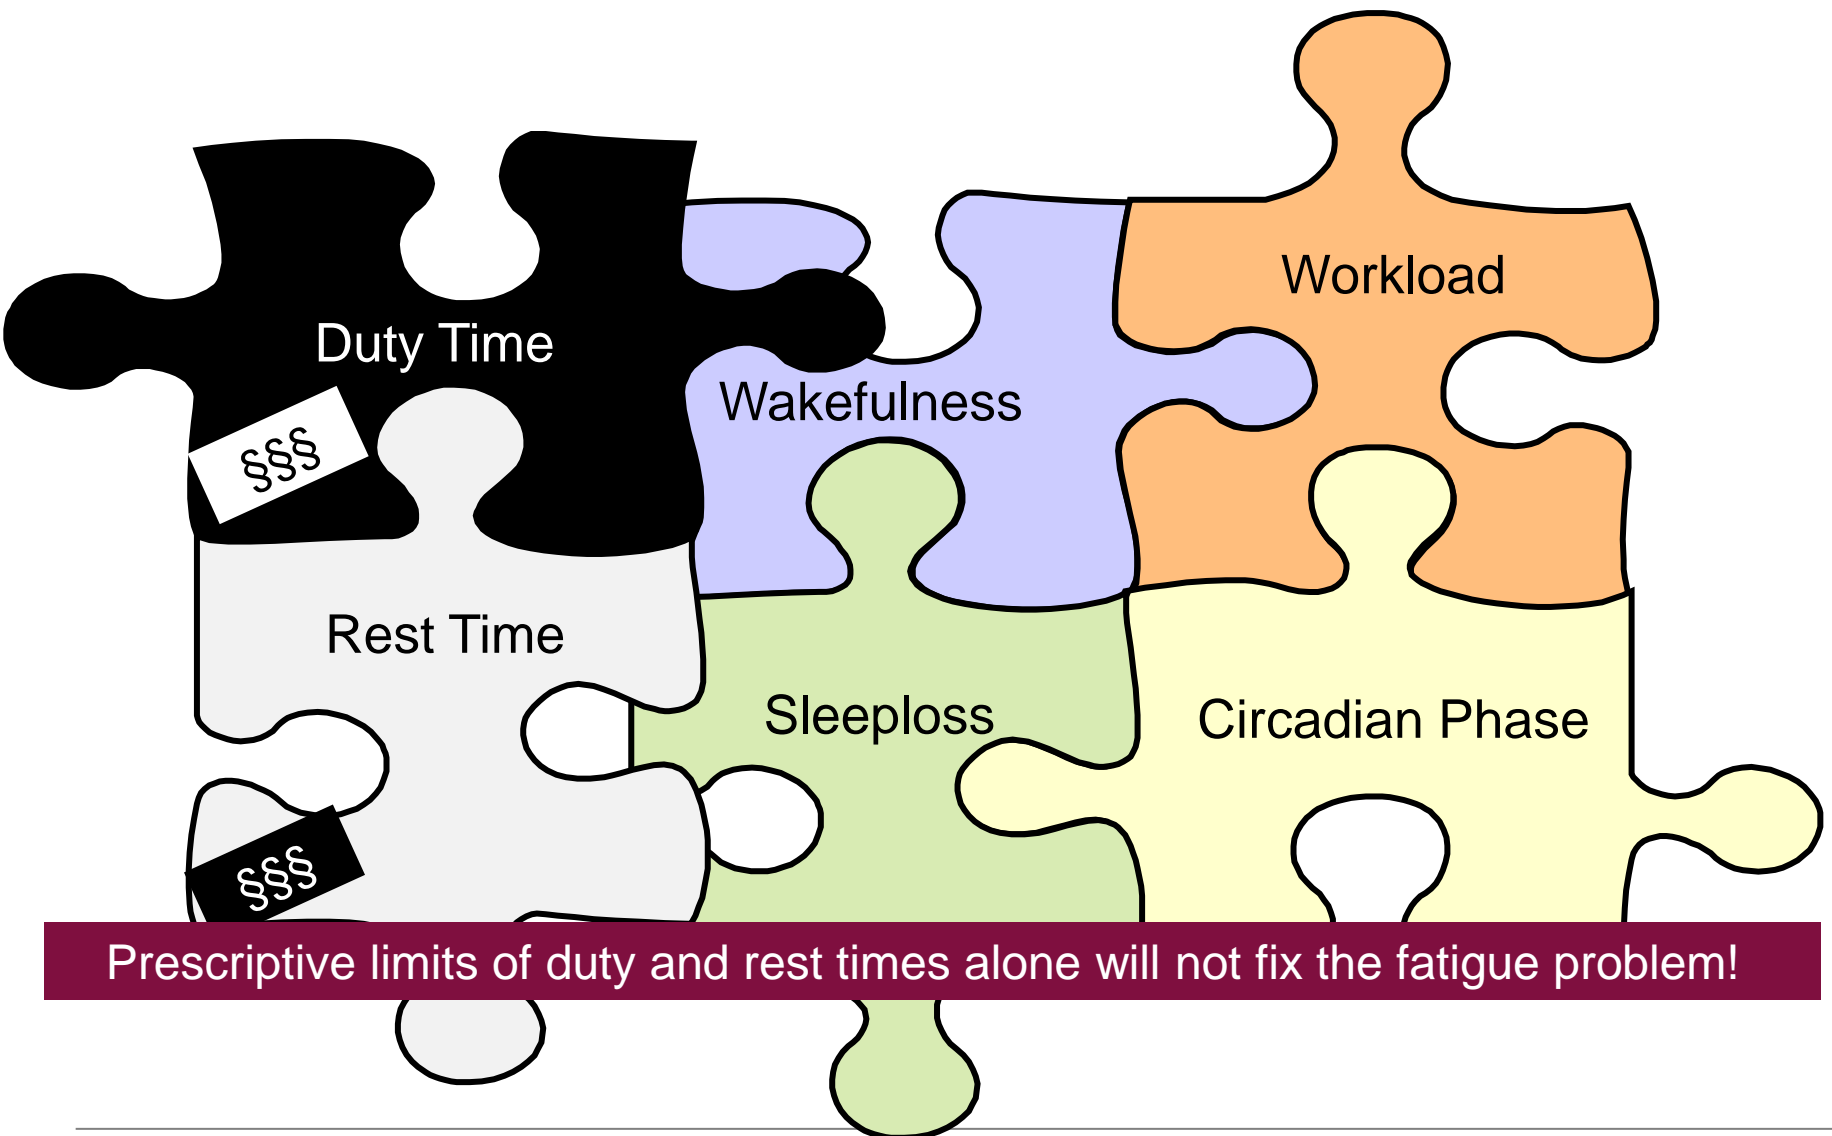 Workload
Duty Time
Wakefulness
§§§
Rest Time
Sleeploss
Circadian Phase
§§§
Prescriptive limits of duty and rest times alone will not fix the fatigue problem!